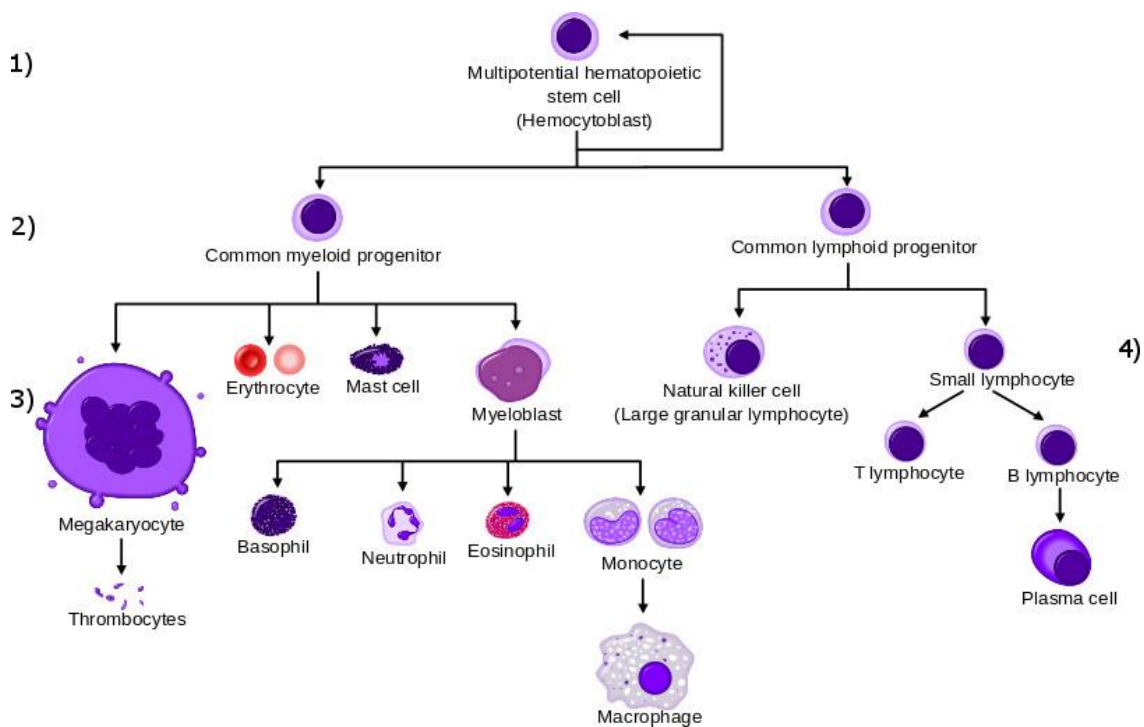 1)
Multipotential hematopoietic
stem cell
(Hemocytoblast)
2)
Common myeloid progenitor
Common lymphoid progenitor
3)
Erythrocyte
Mast cell
Myeloblast
Natural killer cell
(Large granular lymphocyte)
Small lymphocyte
4)
T lymphocyte
B lymphocyte
Megakaryocyte
Basophil
Neutrophil
Eosinophil
Monocyte
Plasma cell
Thrombocytes
Macrophage